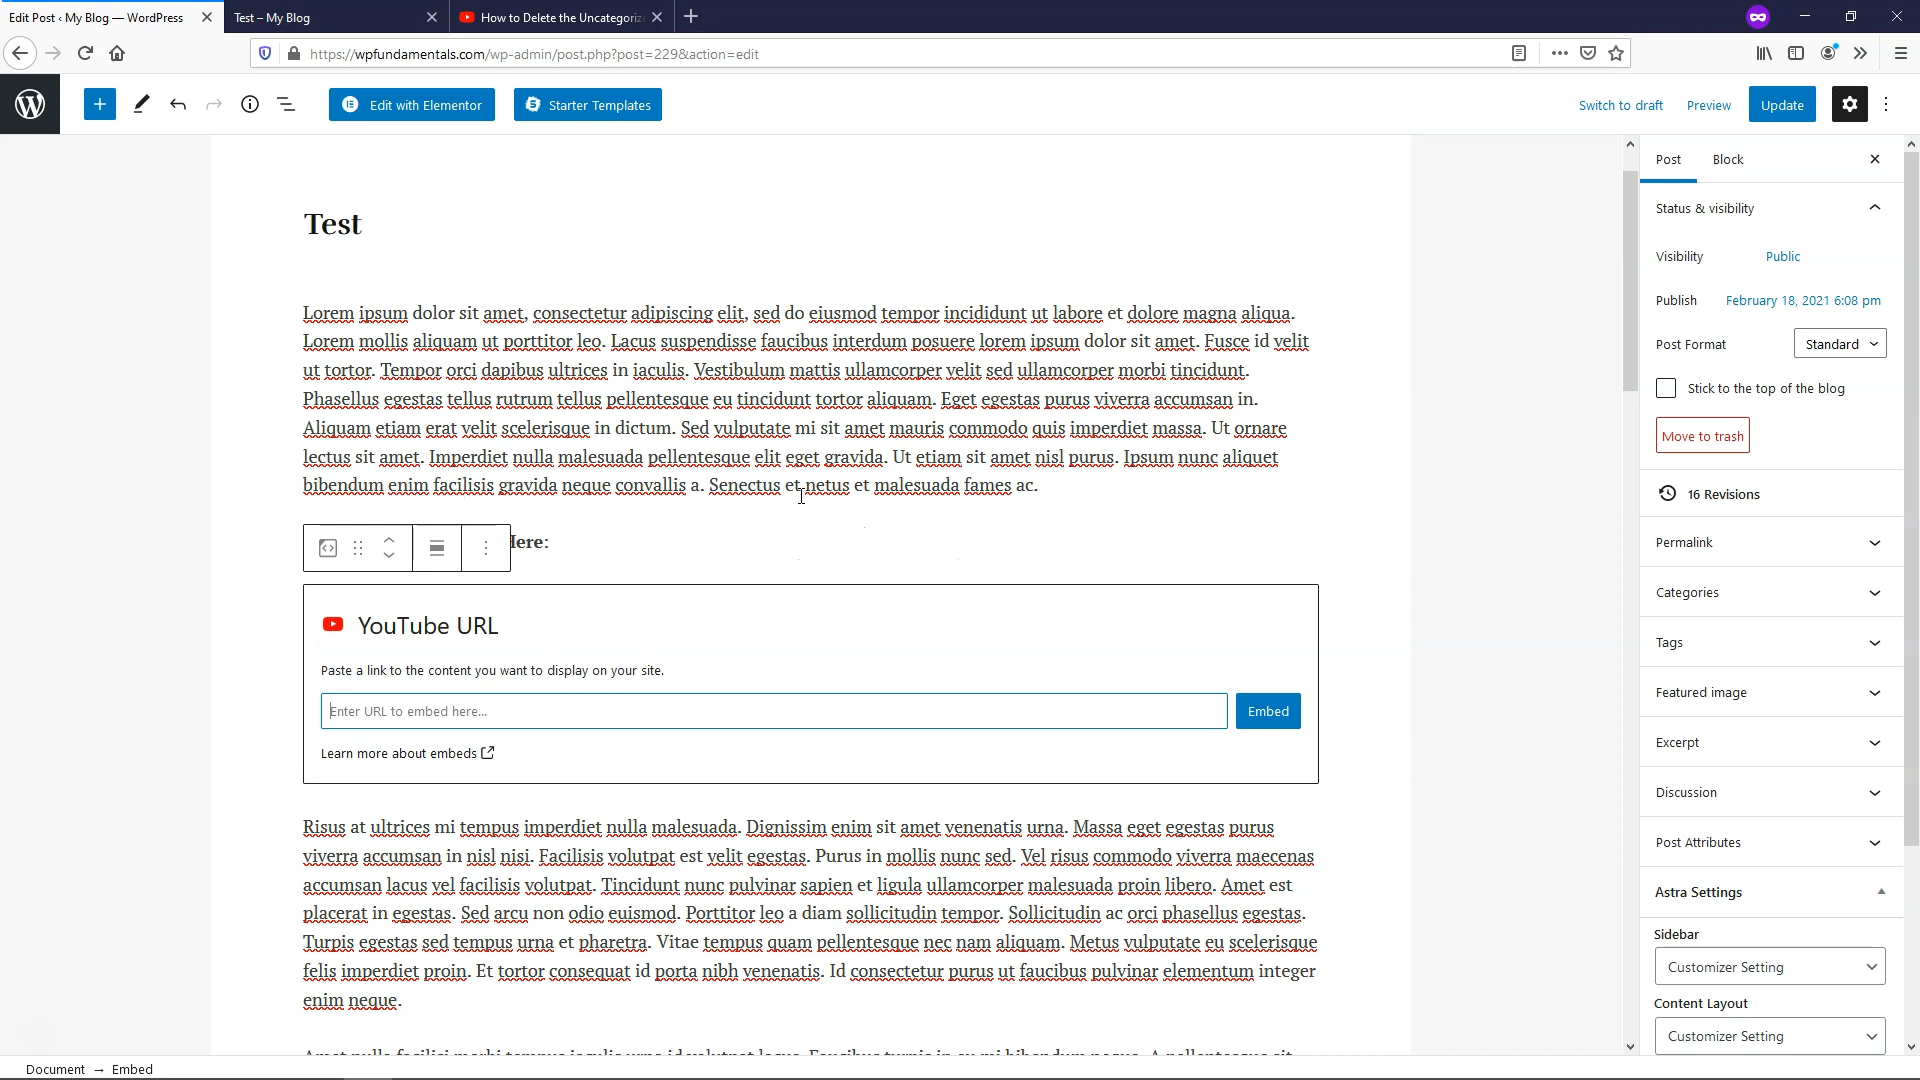 Edit Post ‹ My Blog — WordPress
Test – My Blog
How to Delete the Uncategoriz
https://wpfundamentals.com/wp-admin/post.php?post=229&action=edit
Edit with Elementor
Starter Templates
Switch to draft
Preview
Update
Test
Lorem ipsum dolor sit amet, consectetur adipiscing elit, sed do eiusmod tempor incididunt ut labore et dolore magna aliqua.
Lorem mollis aliquam ut porttitor leo. Lacus suspendisse faucibus interdum posuere lorem ipsum dolor sit amet. Fusce id velit
ut tortor. Tempor orci dapibus ultrices in iaculis. Vestibulum mattis ullamcorper velit sed ullamcorper morbi tincidunt.
Phasellus egestas tellus rutrum tellus pellentesque eu tincidunt tortor aliquam. Eget egestas purus viverra accumsan in.
Aliquam etiam erat velit scelerisque in dictum. Sed vulputate mi sit amet mauris commodo quis imperdiet massa. Ut ornare
lectus sit amet. Imperdiet nulla malesuada pellentesque elit eget gravida. Ut etiam sit amet nisl purus. Ipsum nunc aliquet
bibendum enim facilisis gravida neque convallis a. Senectus et netus et malesuada fames ac.
Here:
YouTube URL
Paste a link to the content you want to display on your site.
Enter URL to embed here...
Embed
Learn more about embeds
Risus at ultrices mi tempus imperdiet nulla malesuada. Dignissim enim sit amet venenatis urna. Massa eget egestas purus
viverra accumsan in nisl nisi. Facilisis volutpat est velit egestas. Purus in mollis nunc sed. Vel risus commodo viverra maecenas
accumsan lacus vel facilisis volutpat. Tincidunt nunc pulvinar sapien et ligula ullamcorper malesuada proin libero. Amet est
placerat in egestas. Sed arcu non odio euismod. Porttitor leo a diam sollicitudin tempor. Sollicitudin ac orci phasellus egestas.
Turpis egestas sed tempus urna et pharetra. Vitae tempus quam pellentesque nec nam aliquam. Metus vulputate eu scelerisque
felis imperdiet proin. Et tortor consequat id porta nibh venenatis. Id consectetur purus ut faucibus pulvinar elementum integer
enim neque.
Post
Block
Status & visibility
Visibility
Public
Publish
February 18, 2021 6:08 pm
Post Format
Standard
Stick to the top of the blog
Move to trash
16 Revisions
Permalink
Categories
Tags
Featured image
Excerpt
Discussion
Post Attributes
Astra Settings
Sidebar
Customizer Setting
Content Layout
Customizer Setting
Document → Embed